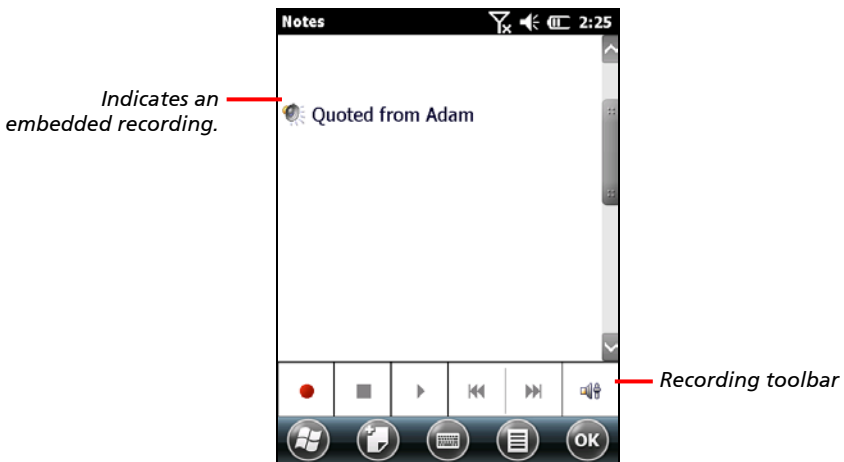 Notes 2:25
Indicates an
embedded recording.
Quoted from Adam
Recording toolbar
OK